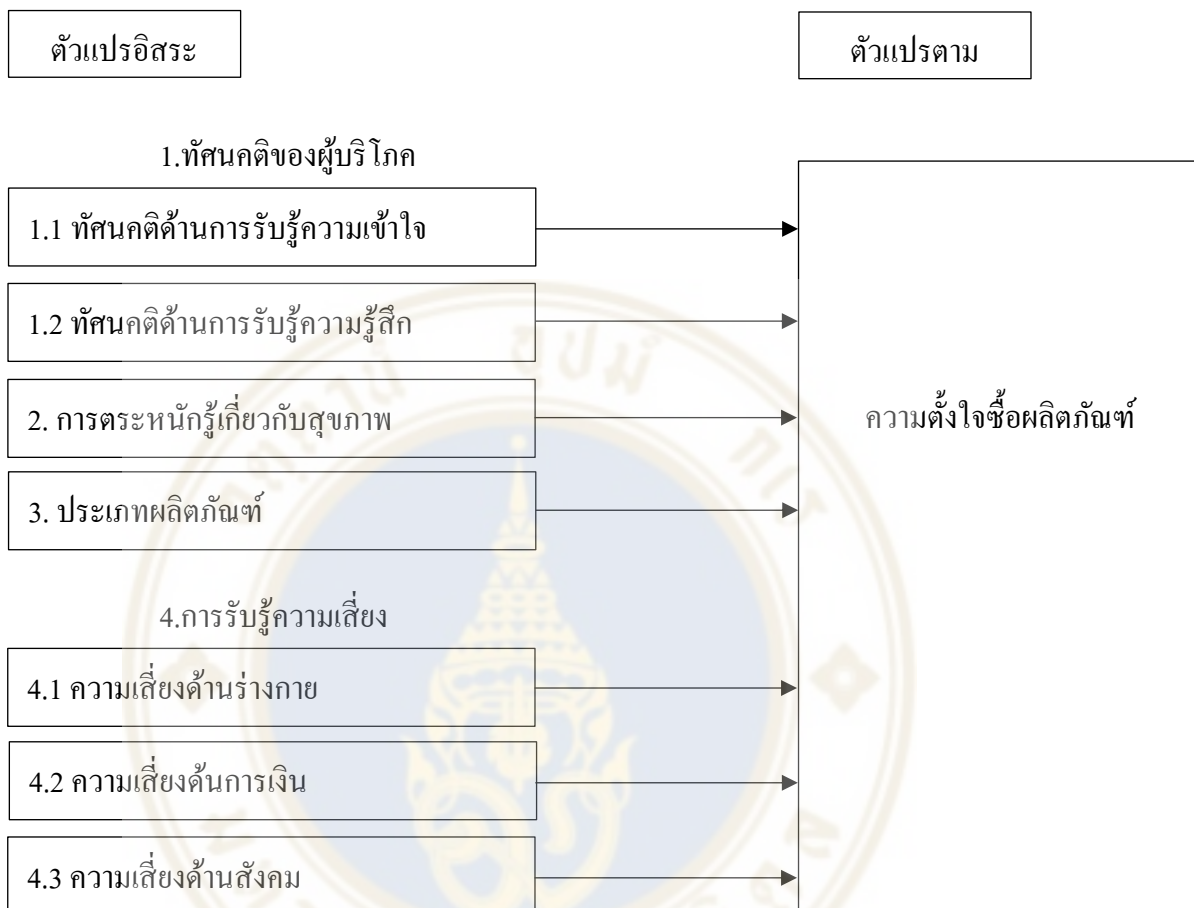 ตัวแปรอิสระ
ตัวแปรตาม
1.ทัศนคติของผู้บริโภค
1.1 ทัศนคติด้านการรับรู้ความเข้าใจ
1.2 ทัศนคติด้านการรับรู้ความรู้สึก
2. การตระหนักรู้เกี่ยวกับสุขภาพ
3. ประเภทผลิตภัณฑ์
ความตั้งใจซื้อผลิตภัณฑ์
4.การรับรู้ความเสี่ยง
4.1 ความเสี่ยงด้านร่างกาย
4.2 ความเสี่ยงด้นการเงิน
4.3 ความเสี่ยงด้านสังคม